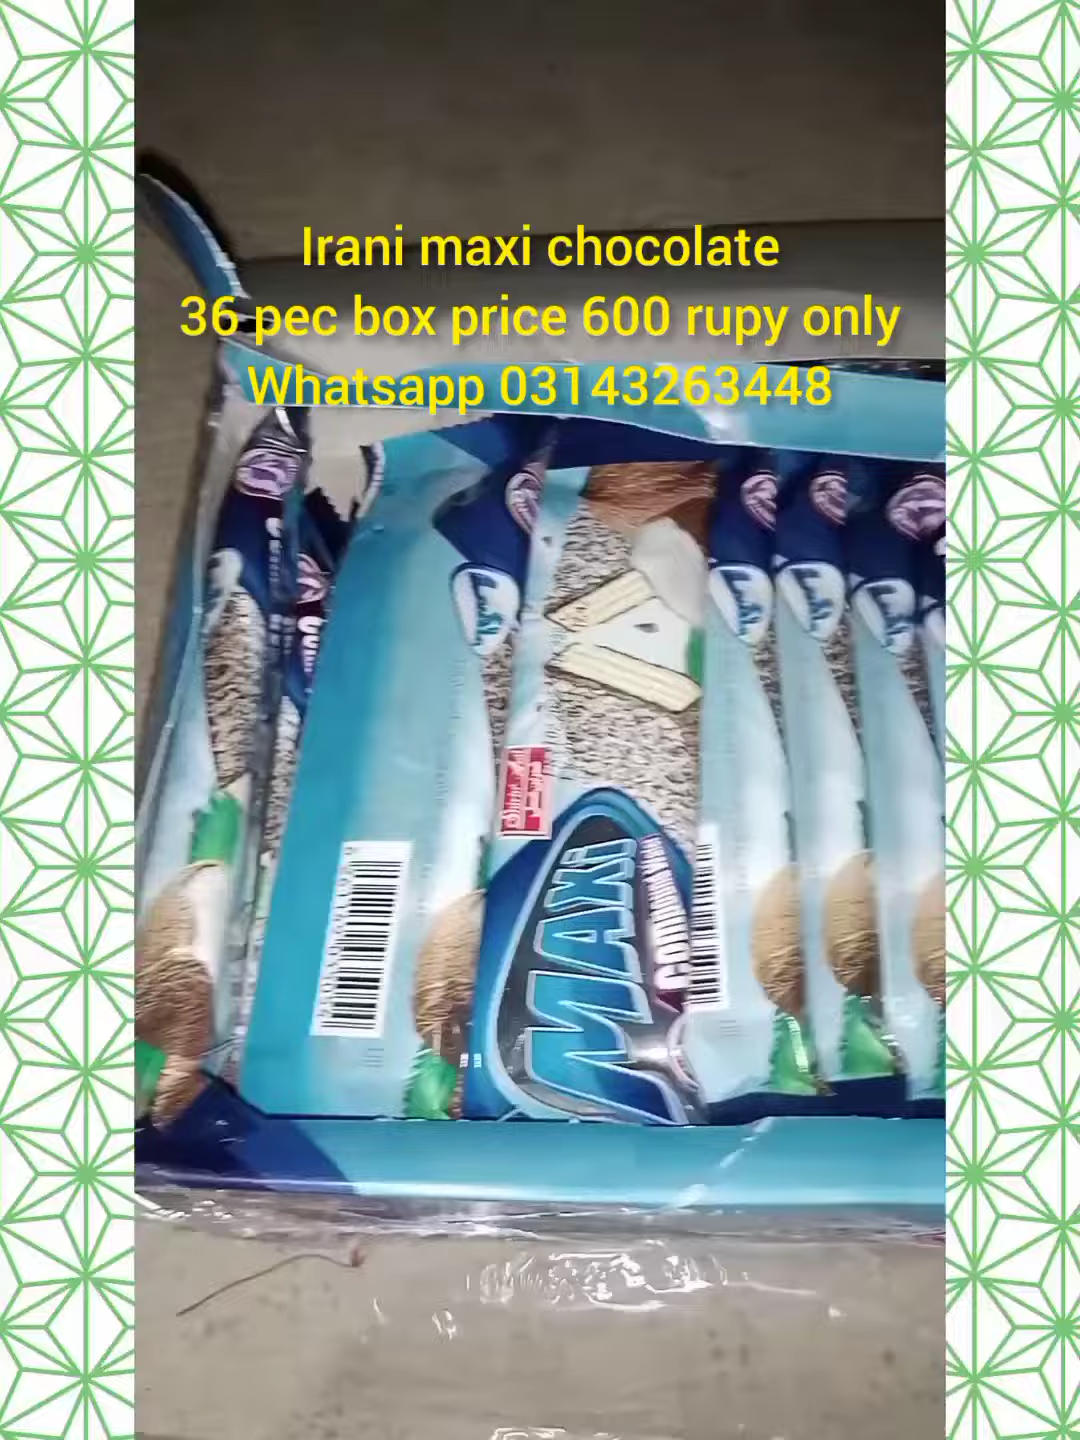 Irani maxi chocolate
36 pec box price 600 rupy only
Whatsapp 03143263448
MAXi